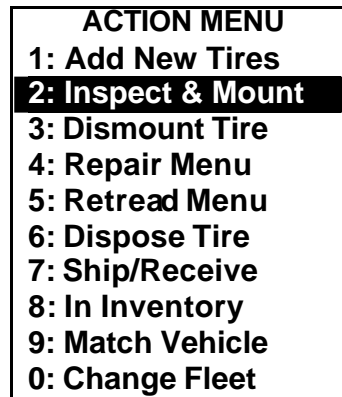 ACTION MENU
1: Add New Tires
2: Inspect & Mount
3: Dismount Tire
4: Repair Menu
5: Retread Menu
6: Dispose Tire
7: Ship/Receive
8: In Inventory
9: Match Vehicle
0: Change Fleet